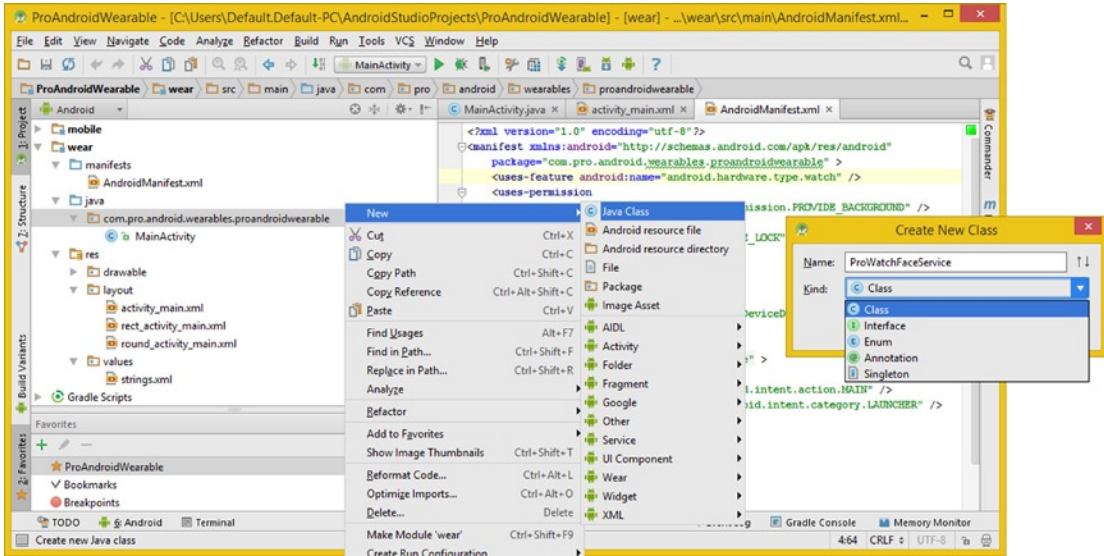 ProAndroidWearable - [C:\Users\Default.Default-PC\AndroidStudioProjects\ProAndroidWearable] - [wear] - ...\wear\src\main\AndroidManifest.xml...
File Edit View Navigate Code Analyze Refactor Build Run Tools VCS Window Help
MainActivity
ProAndroidWearable wear src main java com pro android wearables proandroidwearable
Android
MainActivity.java × activity_main.xml × AndroidManifest.xml ×
1: Project
Z: Structure
Build Variants
2: Favorites
Commander
m
mobile
wear
manifests
AndroidManifest.xml
java
com.pro.android.wearables.proandroidwearable
MainActivity
res
drawable
layout
activity_main.xml
rect_activity_main.xml
round_activity_main.xml
values
strings.xml
Gradle Scripts
Favorites
ProAndroidWearable
Bookmarks
Breakpoints
<?xml version="1.0" encoding="utf-8"?>
<manifest xmlns:android="http://schemas.android.com/apk/res/android"
package="com.pro.android.wearables.proandroidwearable" >
<uses-feature android:name="android.hardware.type.watch" />
<uses-permission
ission.PROVIDE_BACKGROUND" />
E_LOCK"
DeviceD
" >
.intent.action.MAIN" />
oid.intent.category.LAUNCHER" />
New
Cut Ctrl+X
Copy Ctrl+C
Copy Path Ctrl+Shift+C
Copy Reference Ctrl+Alt+Shift+C
Paste Ctrl+V
Find Usages Alt+F7
Find in Path... Ctrl+Shift+F
Replace in Path... Ctrl+Shift+R
Analyze
Refactor
Add to Favorites
Show Image Thumbnails Ctrl+Shift+T
Reformat Code... Ctrl+Alt+L
Optimize Imports... Ctrl+Alt+O
Delete... Delete
Make Module 'wear' Ctrl+Shift+F9
Create Run Configuration
Java Class
Android resource file
Android resource directory
File
Package
Image Asset
AIDL
Activity
Folder
Fragment
Google
Other
Service
UI Component
Wear
Widget
XML
Create New Class
Name: ProWatchFaceService
Kind: Class
Class
Interface
Enum
Annotation
Singleton
TODO 6: Android Terminal Gradle Console Memory Monitor
Create new Java class 4:64 CRLF UTF-8